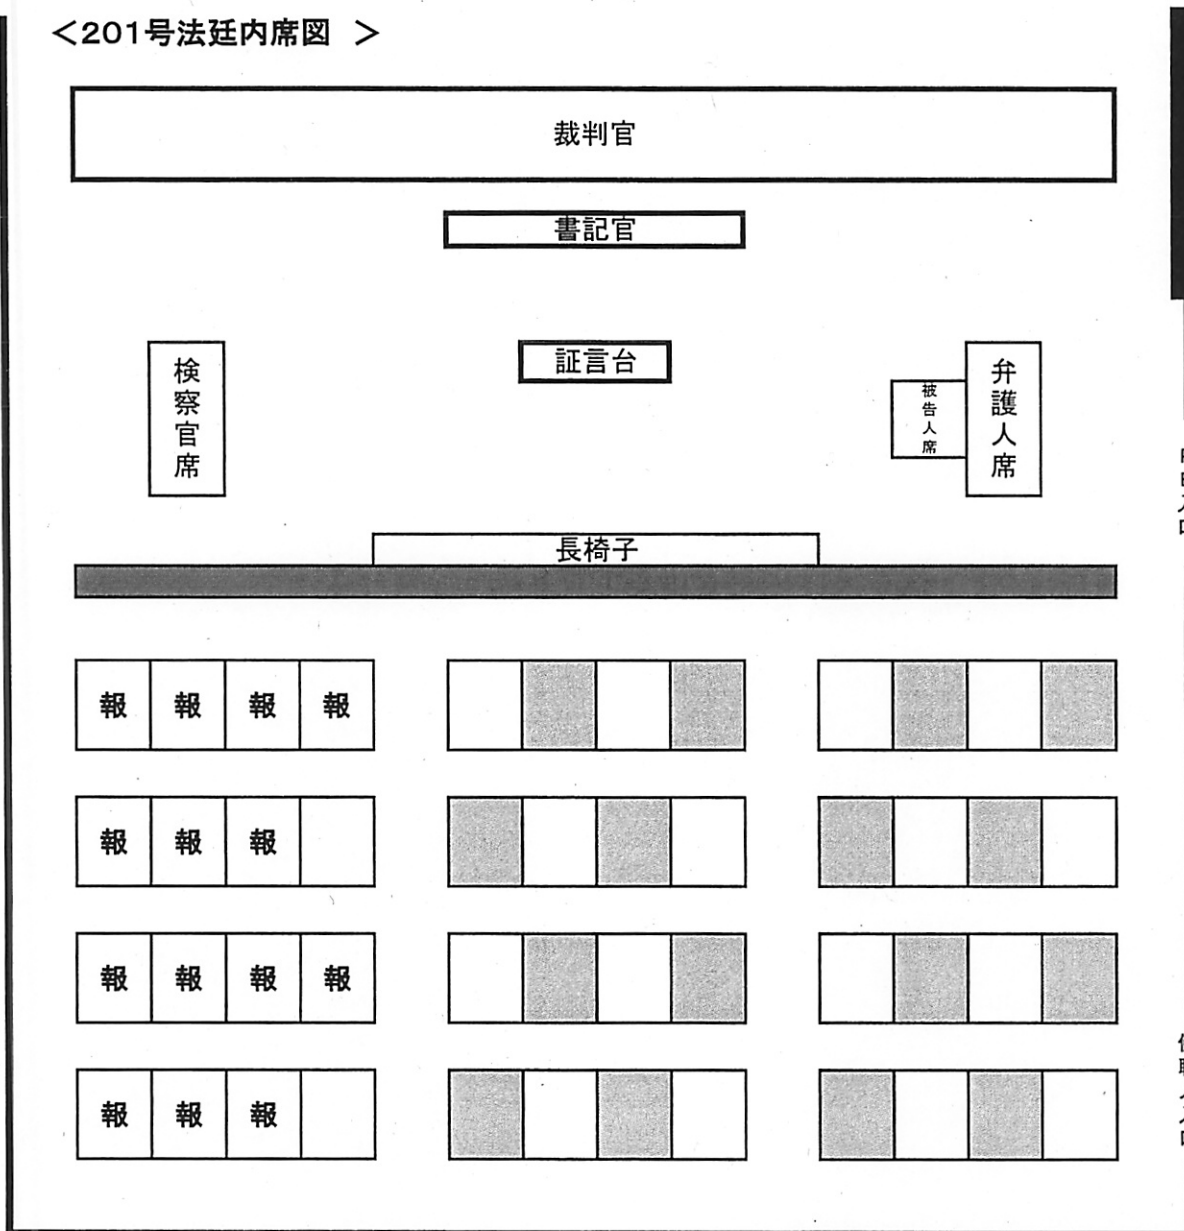 ＜201号法廷内席図　＞
裁判官
書記官
検察官席
証言台
被告人席
弁護人席
長椅子
報 報 報 報
報 報 報
報 報 報 報
報 報 報